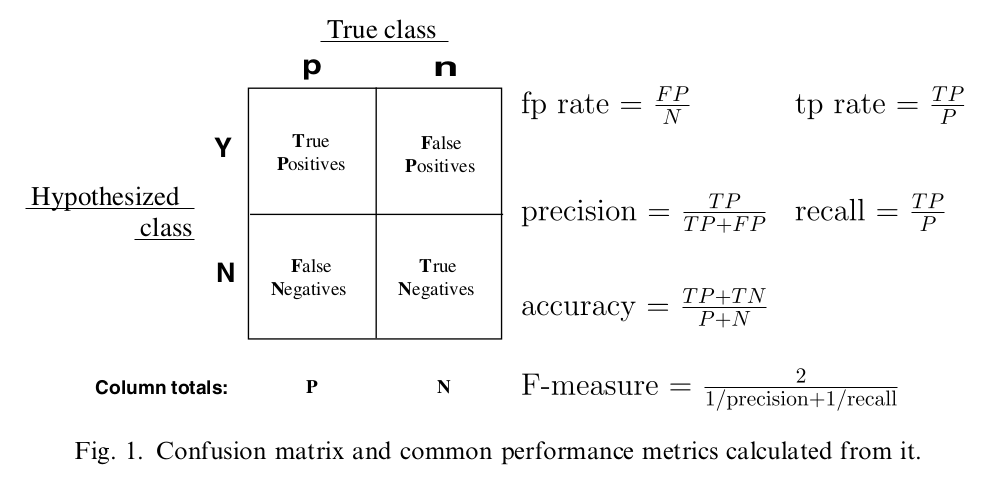 True class
p n
Y
True
Positives
False
Positives
Hypothesized
class
N
False
Negatives
True
Negatives
Column totals: P N
fp rate = FP/N
tp rate = TP/P
precision = TP/TP+FP
recall = TP/P
accuracy = TP+TN/P+N
F-measure = 2/1/precision+1/recall
Fig. 1. Confusion matrix and common performance metrics calculated from it.